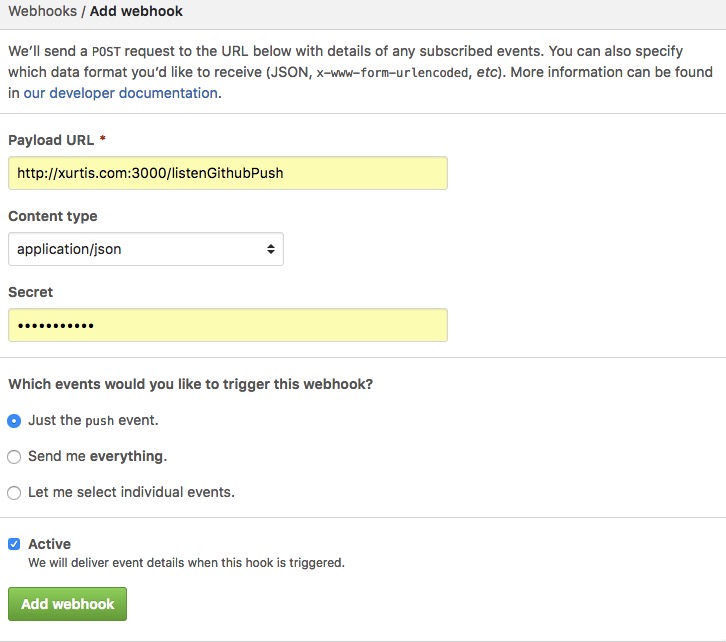 Webhooks / Add webhook
We’ll send a POST request to the URL below with details of any subscribed events. You can also specify
which data format you’d like to receive (JSON, x-www-form-urlencoded, etc). More information can be found
in our developer documentation.
Payload URL *
http://xurtis.com:3000/listenGithubPush
Content type
application/json
Secret
•••••••••••
Which events would you like to trigger this webhook?
Just the push event.
Send me everything.
Let me select individual events.
Active
We will deliver event details when this hook is triggered.
Add webhook